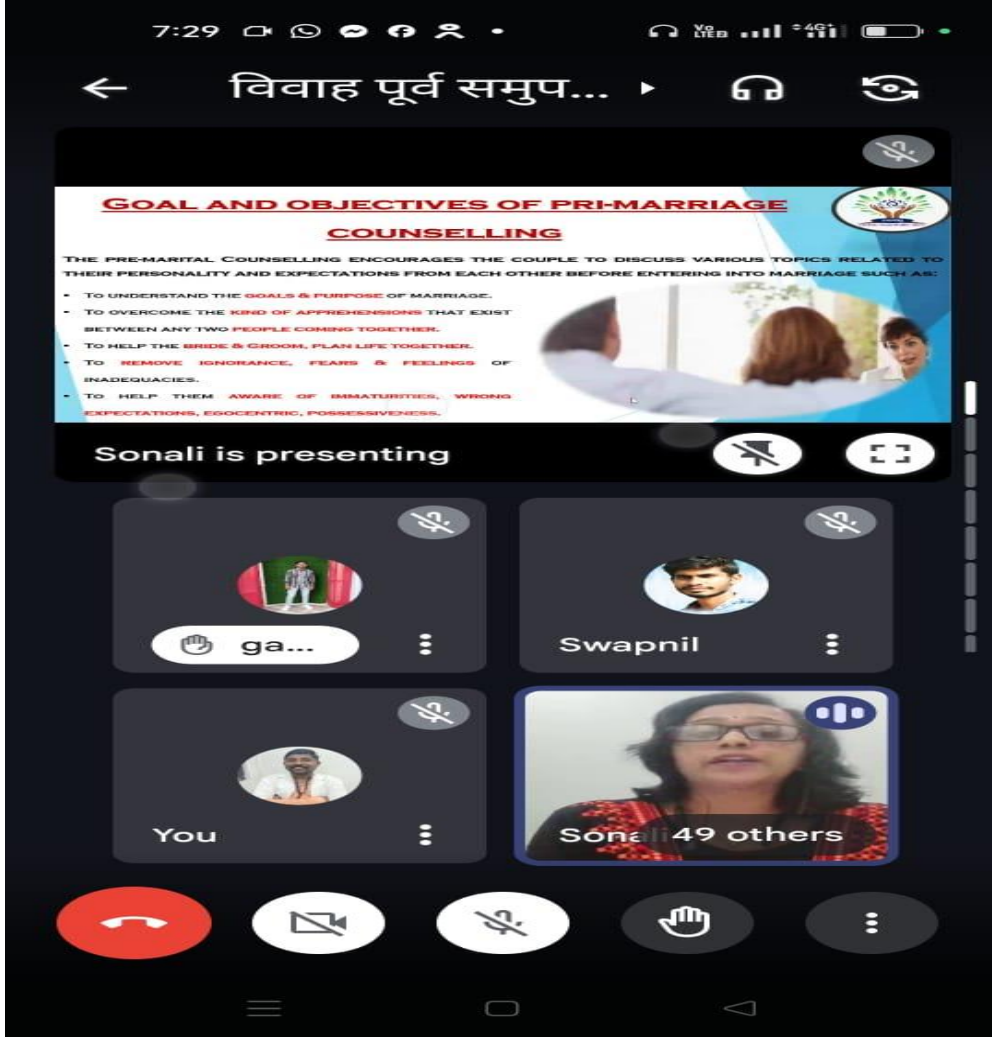 7:29
Vo LTE 4G+
विवाह पूर्व समुप...
GOAL AND OBJECTIVES OF PRI-MARRIAGE
COUNSELLING
THE PRE-MARITAL COUNSELLING ENCOURAGES THE COUPLE TO DISCUSS VARIOUS TOPICS RELATED TO
THEIR PERSONALITY AND EXPECTATIONS FROM EACH OTHER BEFORE ENTERING INTO MARRIAGE SUCH AS:
• TO UNDERSTAND THE GOALS & PURPOSE OF MARRIAGE.
• TO OVERCOME THE KIND OF APPREHENSIONS THAT EXIST
BETWEEN ANY TWO PEOPLE COMING TOGETHER.
• TO HELP THE BRIDE & GROOM, PLAN LIFE TOGETHER.
• TO REMOVE IGNORANCE, FEARS & FEELINGS OF
INADEQUACIES.
• TO HELP THEM AWARE OF IMMATURITIES, WRONG
EXPECTATIONS, EGOCENTRIC, POSSESSIVENESS.
Sonali is presenting
ga...
Swapnil
You
Sonali 49 others